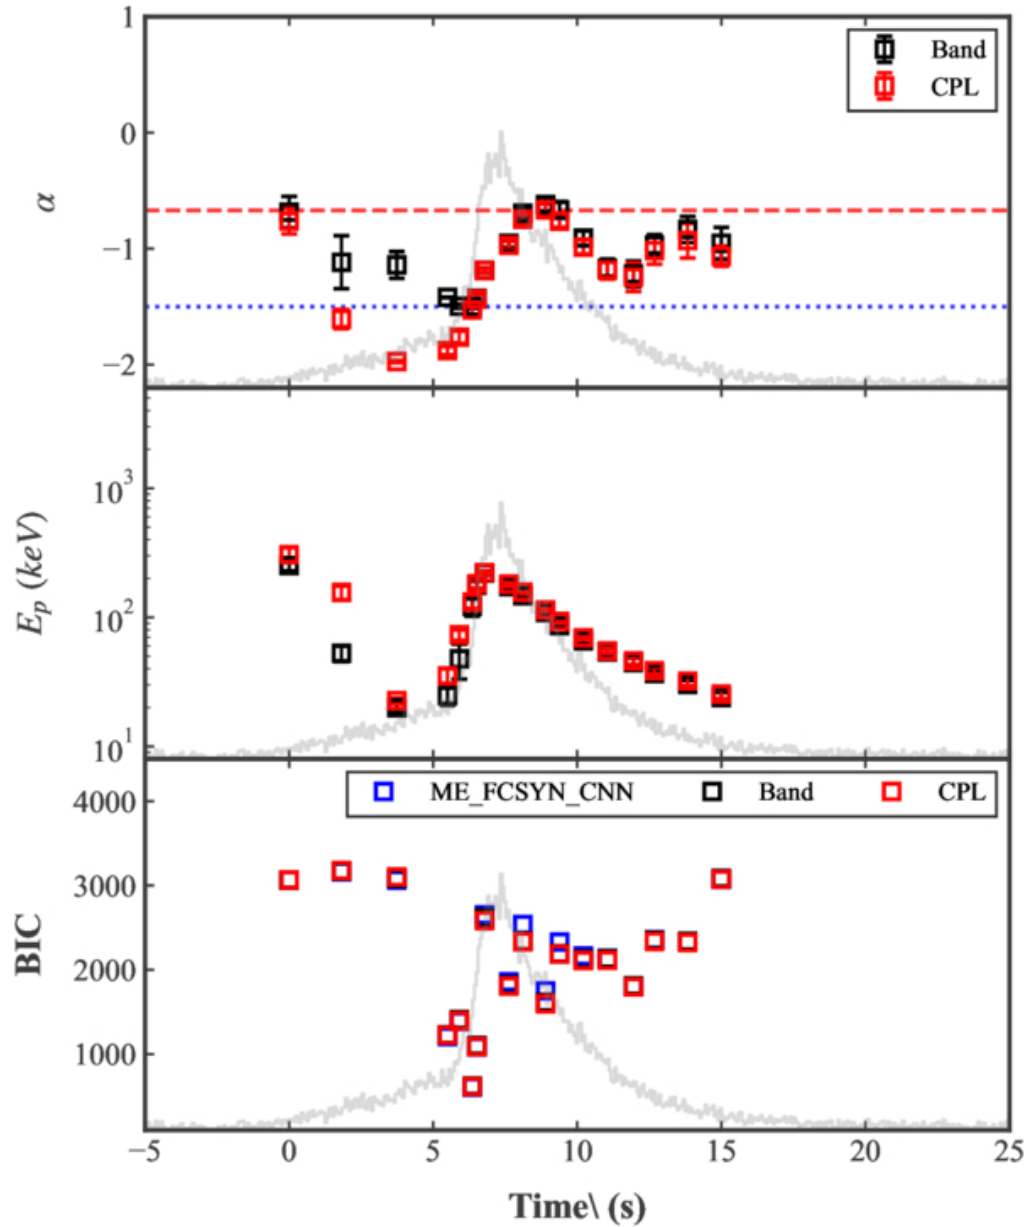 1
Band
CPL
0
α
−1
−2
10³
E_p (keV)
10²
10¹
ME_FCSYN_CNN Band CPL
4000
3000
BIC
2000
1000
−5 0 5 10 15 20 25
Time\ (s)